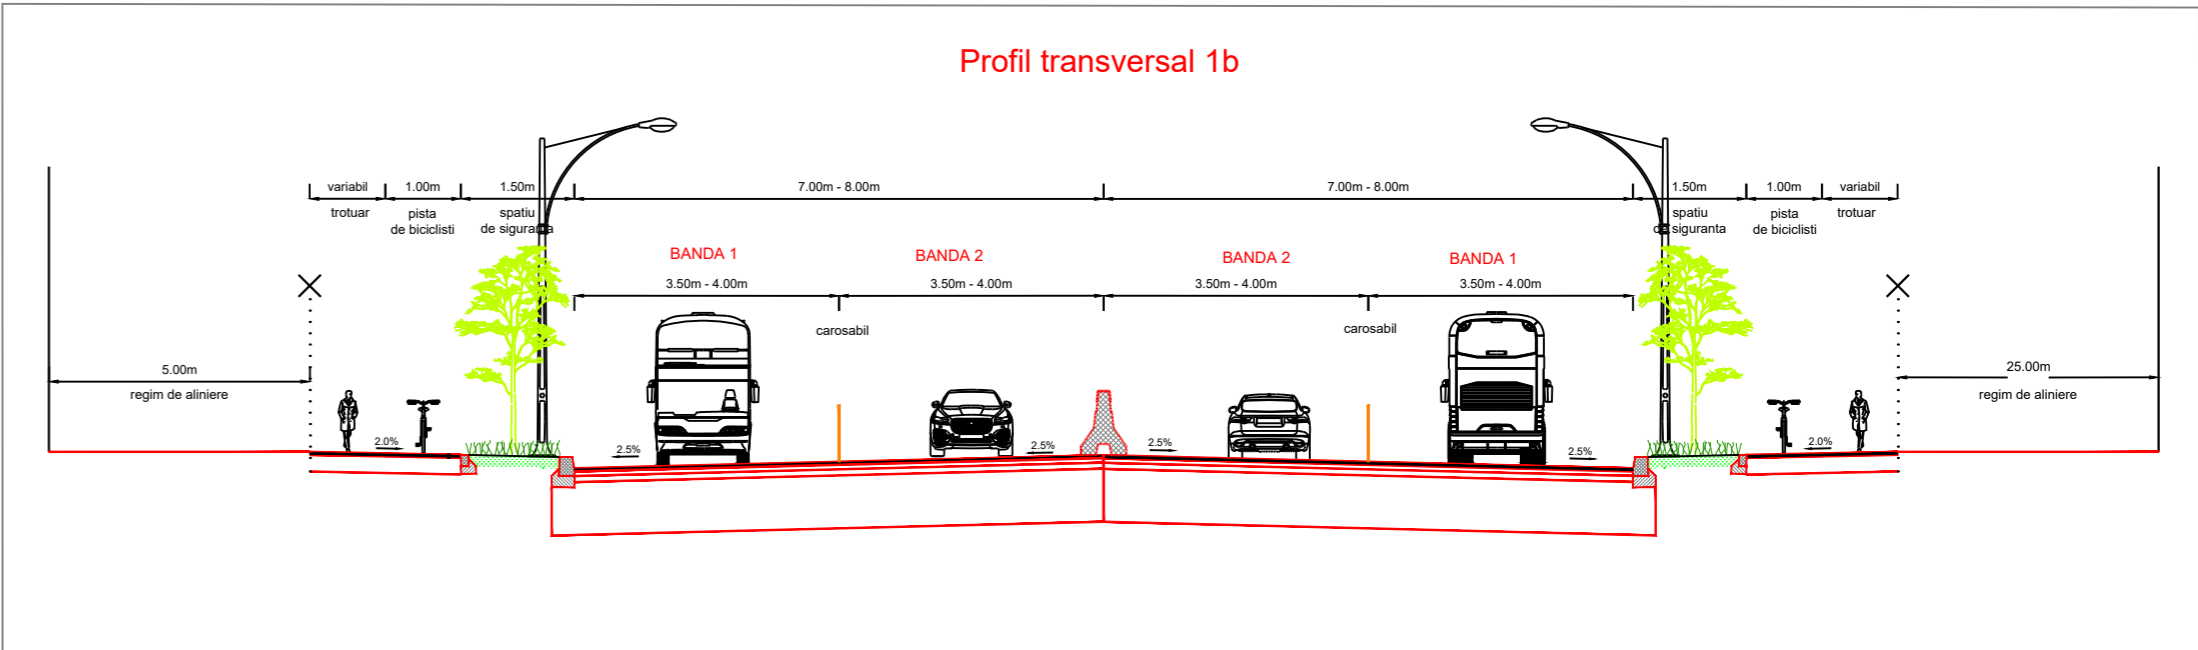 Profil transversal 1b
variabil 1.00m 1.50m 7.00m - 8.00m 7.00m - 8.00m 1.50m 1.00m variabil
trotuar pista spatiu spatiu pista trotuar
de biciclisti de siguranta de siguranta de biciclisti
BANDA 1 BANDA 2 BANDA 2 BANDA 1
3.50m - 4.00m 3.50m - 4.00m 3.50m - 4.00m 3.50m - 4.00m
carosabil carosabil
5.00m 25.00m
regim de aliniere regim de aliniere
2.0% 2.5% 2.5% 2.5% 2.5% 2.0%